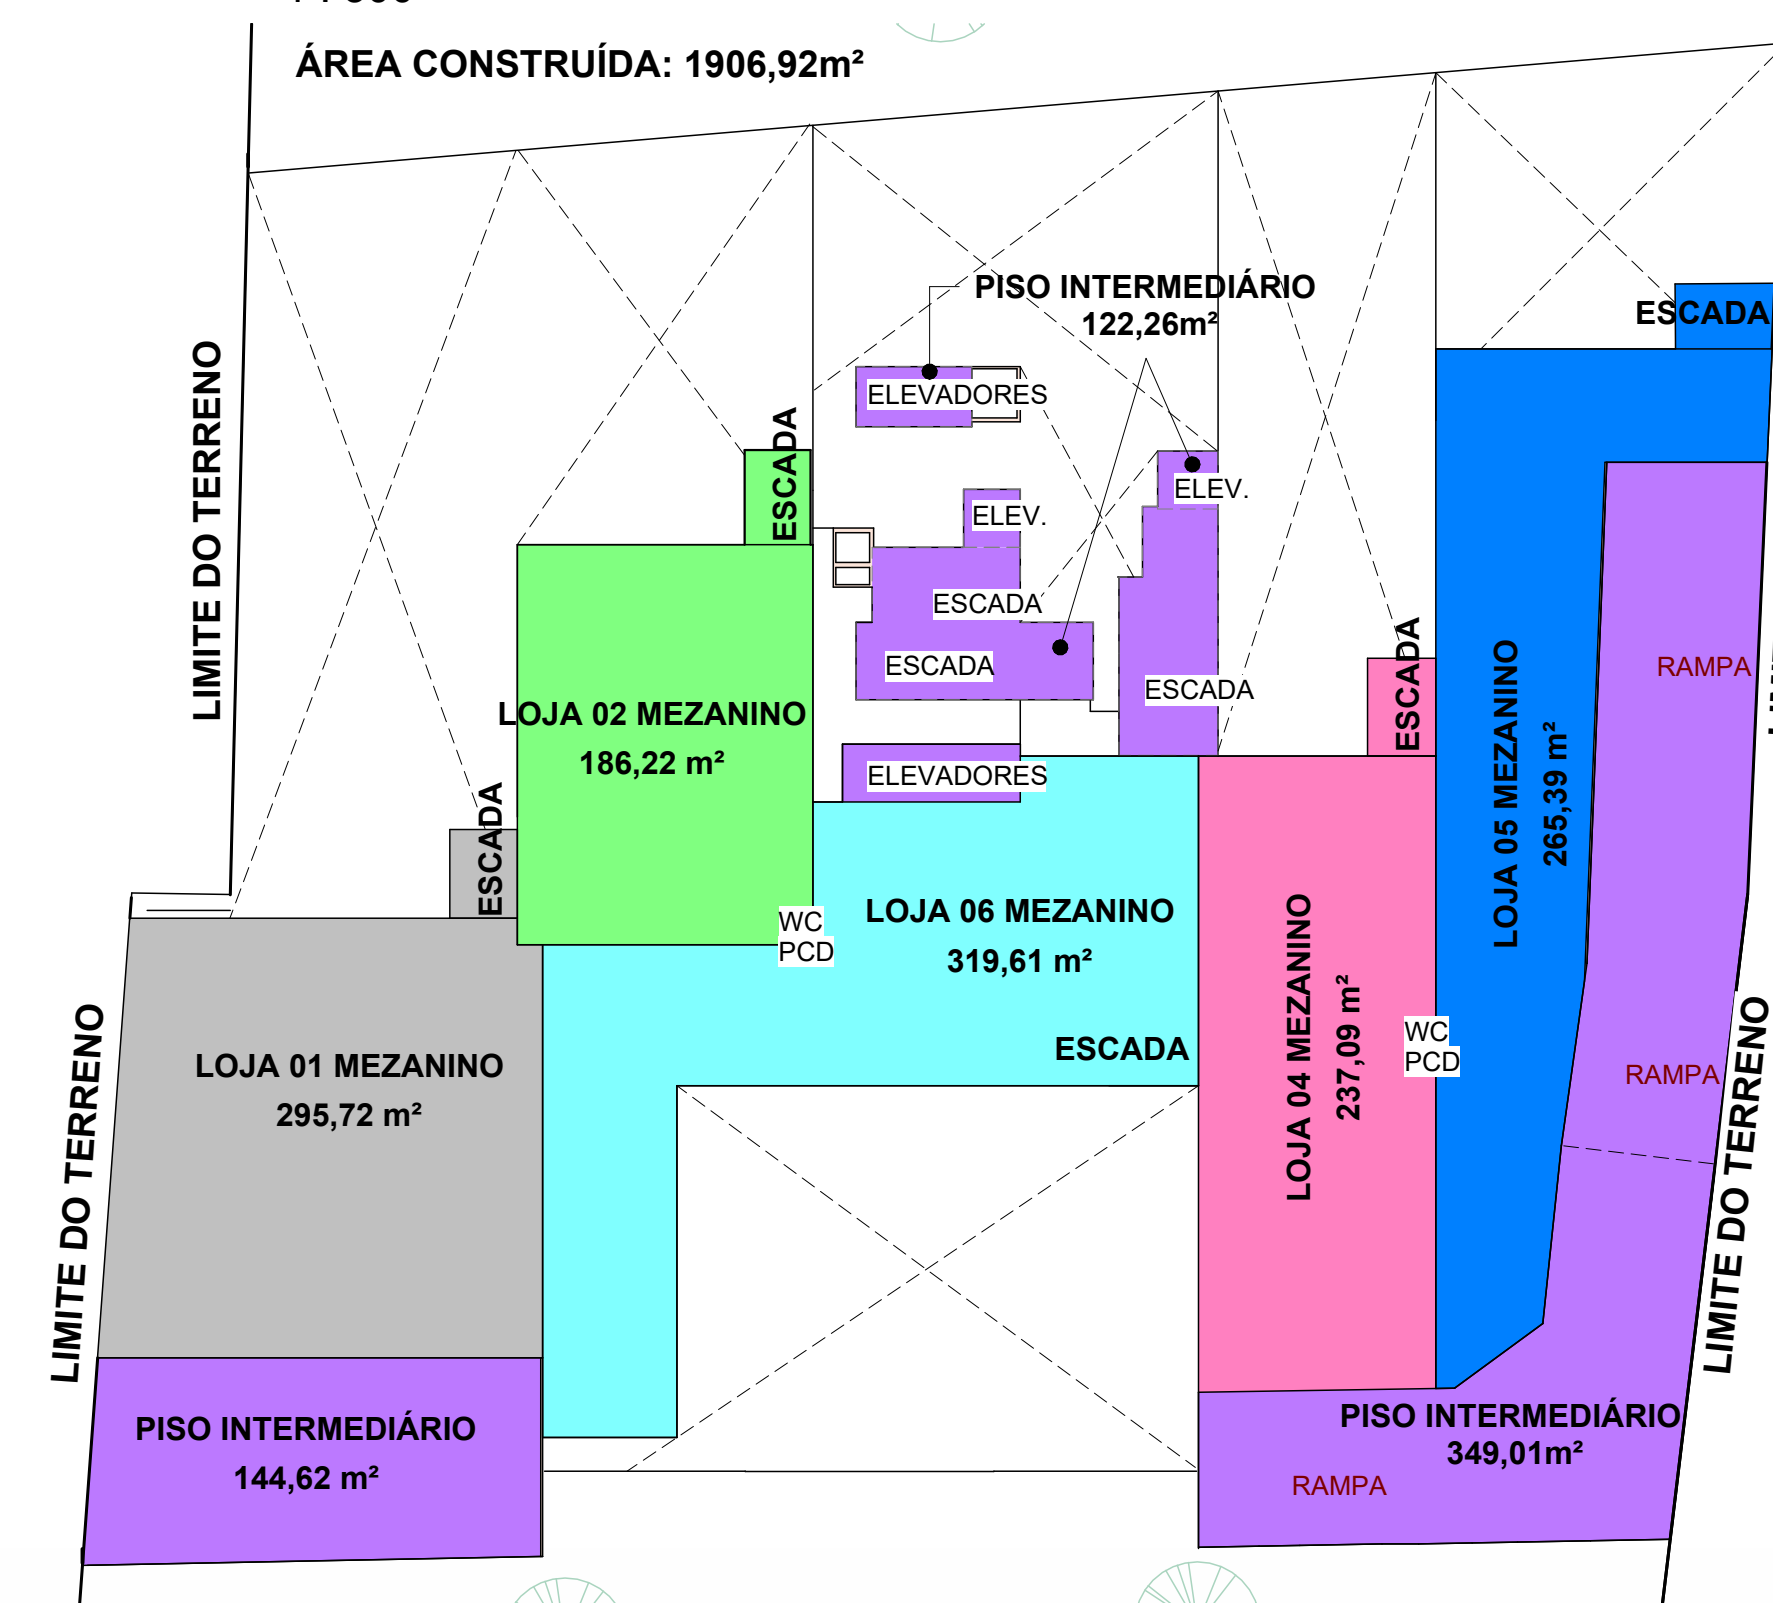 ÁREA CONSTRUÍDA: 1906,92m²
PISO INTERMEDIÁRIO
122,26m²
ESCADA
LIMITE DO TERRENO
ELEVADORES
ESCADA
ELEV.
ELEV.
ESCADA
ESCADA
ESCADA
ESCADA
RAMPA
LOJA 02 MEZANINO
186,22 m²
ELEVADORES
LOJA 05 MEZANINO
265,39 m²
ESCADA
WC
PCD
LOJA 06 MEZANINO
319,61 m²
ESCADA
LOJA 04 MEZANINO
237,09 m²
WC
PCD
RAMPA
LIMITE DO TERRENO
LOJA 01 MEZANINO
295,72 m²
LIMITE DO TERRENO
PISO INTERMEDIÁRIO
144,62 m²
PISO INTERMEDIÁRIO
349,01m²
RAMPA